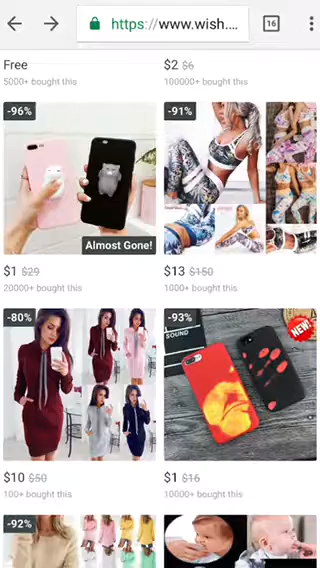 https://www.wish....
16
Free
5000+ bought this
$2 $6
100000+ bought this
-96%
Almost Gone!
$1 $29
20000+ bought this
-91%
$13 $150
1000+ bought this
-80%
$10 $50
100+ bought this
-93%
SOUND
NEW!
$1 $16
10000+ bought this
-92%